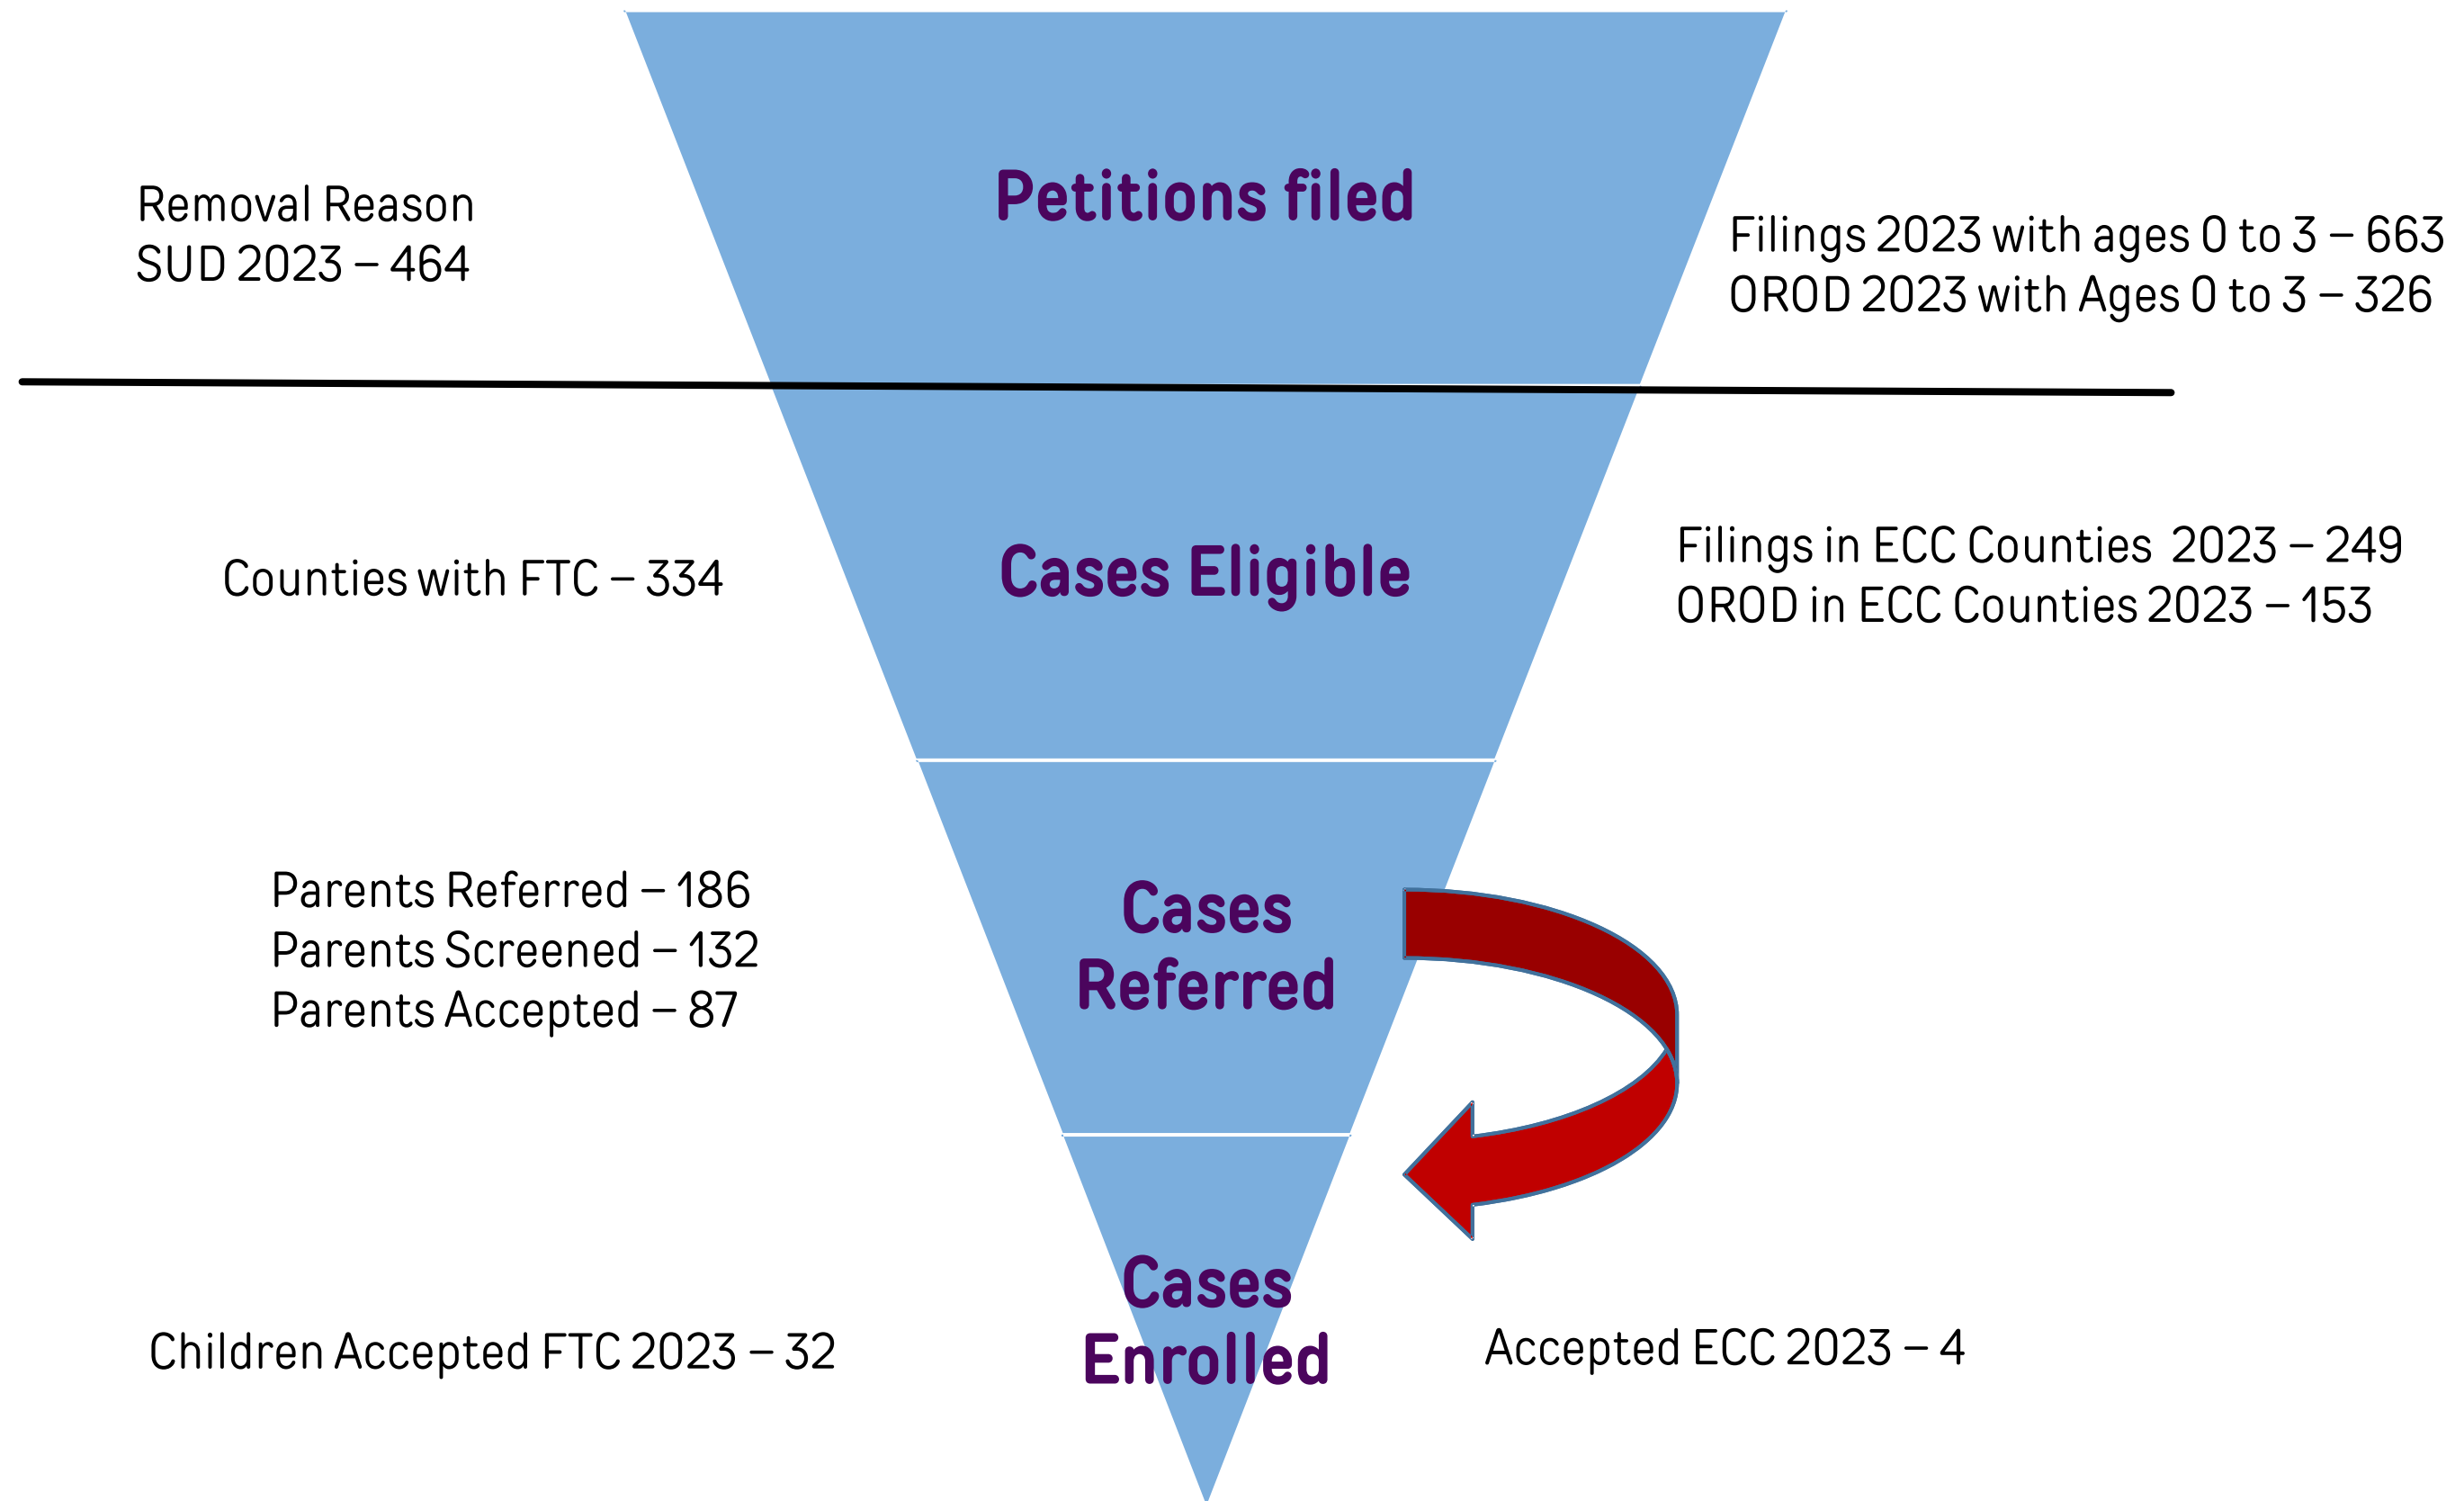 Petitions filed
Removal Reason
SUD 2023 – 464
Filings 2023 with ages 0 to 3 – 663
OROD 2023 with Ages 0 to 3 – 326
Cases Eligible
Counties with FTC – 334
Filings in ECC Counties 2023 – 249
OROD in ECC Counties 2023 – 153
Parents Referred – 186
Parents Screened – 132
Parents Accepted – 87
Cases
Referred
Cases
Enrolled
Children Accepted FTC 2023 – 32
Accepted ECC 2023 – 4